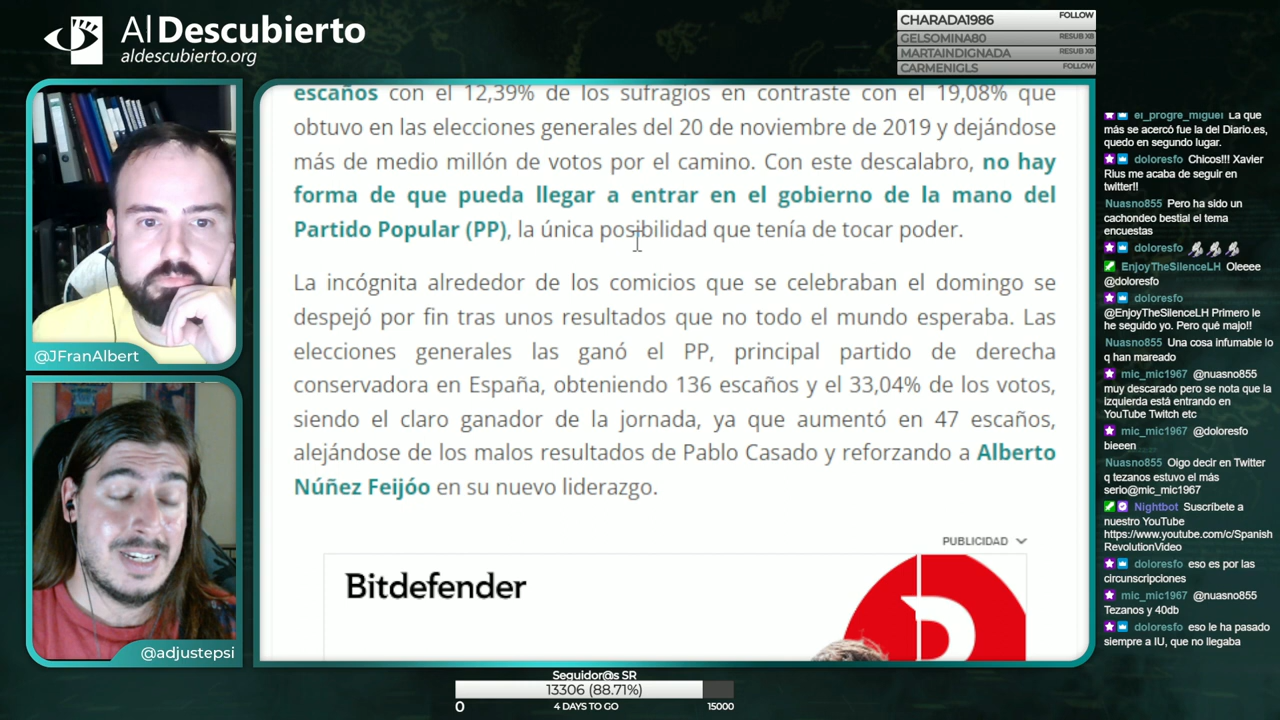 Al Descubierto
aldescubierto.org
CHARADA1986 FOLLOW
GELSOMINA80 RESUB X8
MARTAINDIGNADA RESUB X8
CARMENIGLS FOLLOW
escaños con el 12,39% de los sufragios en contraste con el 19,08% que
obtuvo en las elecciones generales del 20 de noviembre de 2019 y dejándose
más de medio millón de votos por el camino. Con este descalabro, no hay
forma de que pueda llegar a entrar en el gobierno de la mano del
Partido Popular (PP), la única posibilidad que tenía de tocar poder.
La incógnita alrededor de los comicios que se celebraban el domingo se
despejó por fin tras unos resultados que no todo el mundo esperaba. Las
elecciones generales las ganó el PP, principal partido de derecha
conservadora en España, obteniendo 136 escaños y el 33,04% de los votos,
siendo el claro ganador de la jornada, ya que aumentó en 47 escaños,
alejándose de los malos resultados de Pablo Casado y reforzando a Alberto
Núñez Feijóo en su nuevo liderazgo.
PUBLICIDAD
Bitdefender
@JFranAlbert
@adjustepsi
el_progre_miguel La que
más se acercó fue la del Diario.es,
quedo en segundo lugar.
doloresfo Chicos!!! Xavier
Rius me acaba de seguir en
twitter!!
Nuasno855 Pero ha sido un
cachondeo bestial el tema
encuestas
doloresfo
EnjoyTheSilenceLH Oleeee
@doloresfo
doloresfo
@EnjoyTheSilenceLH Primero le
he seguido yo. Pero qué majo!!
Nuasno855 Una cosa infumable lo
q han mareado
mic_mic1967 @nuasno855
muy descarado pero se nota que la
izquierda está entrando en
YouTube Twitch etc
mic_mic1967 @doloresfo
bieeen
Nuasno855 Oigo decir en Twitter
q tezanos estuvo el más
serio@mic_mic1967
Nightbot Suscríbete a
nuestro YouTube
https://www.youtube.com/c/Spanish
RevolutionVideo
doloresfo eso es por las
circunscripciones
mic_mic1967 @nuasno855
Tezanos y 40db
doloresfo eso le ha pasado
siempre a IU, que no llegaba
Seguidor@s SR
13306 (88.71%)
0 4 DAYS TO GO 15000